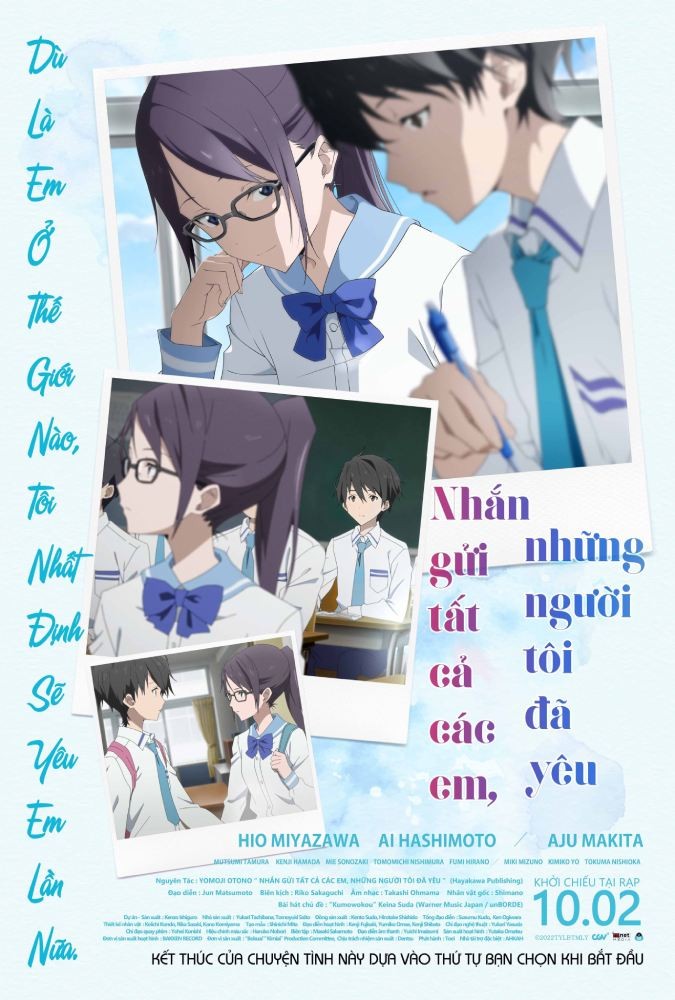 Dù
Là
Em
Ở
Thế
Giới
Nào,
Tôi
Nhất
Định
Sẽ
Yêu
Em
Lần
Nữa.
Nhắn
gửi
tất
cả
các
em,
những
người
tôi
đã
yêu
HIO MIYAZAWA AI HASHIMOTO / AJU MAKITA
MUTSUMI TAMURA KENJI HAMADA MIE SONOZAKI TOMOMICHI NISHIMURA FUMI HIRANO / MIKI MIZUNO KIMIKO YO TOKUMA NISHIOKA
Nguyên Tác : YOMOJI OTONO " NHẮN GỬI TẤT CẢ CÁC EM, NHỮNG NGƯỜI TÔI ĐÃ YÊU " (Hayakawa Publishing)
Đạo diễn : Jun Matsumoto Biên kịch : Riko Sakaguchi Âm nhạc : Takashi Ohmama Nhân vật gốc : Shimano
Bài hát chủ đề : "Kumowokou" Keina Suda (Warner Music Japan / unBORDE)
KHỞI CHIẾU TẠI RẠP
10.02
©2022TYLBTMLY CGV
KẾT THÚC CỦA CHUYỆN TÌNH NÀY DỰA VÀO THỨ TỰ BẠN CHỌN KHI BẮT ĐẦU